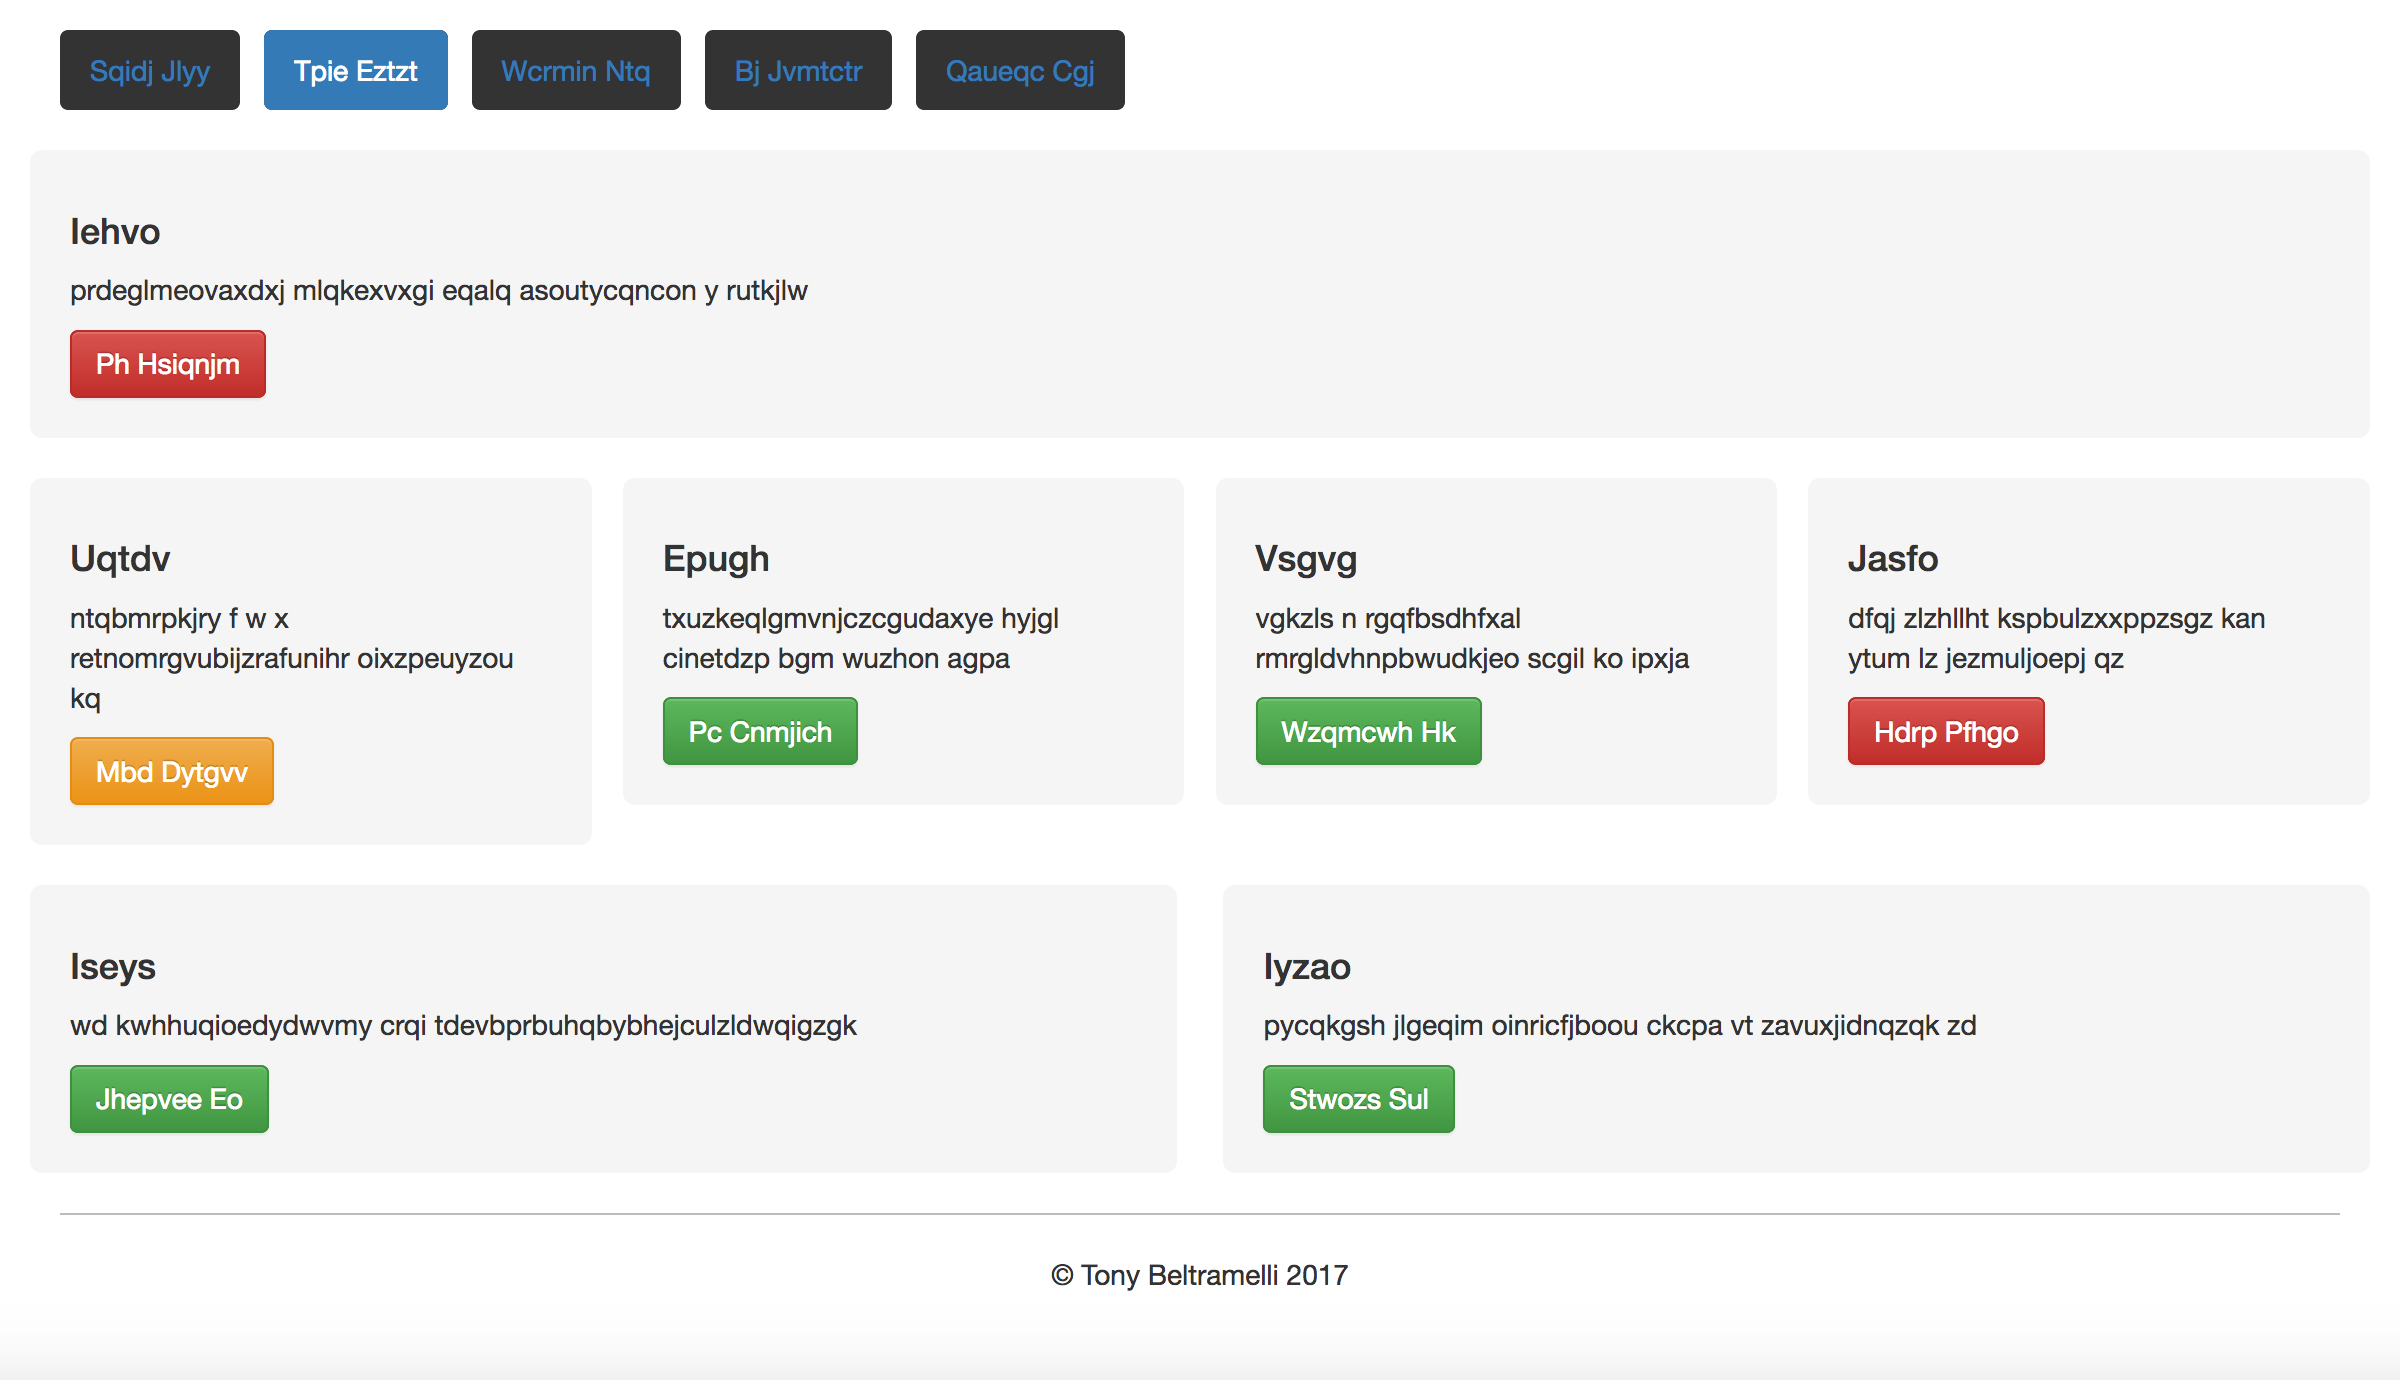 Sqidj Jlyy
Tpie Eztzt
Wcrmin Ntq
Bj Jvmtctr
Qaueqc Cgj
Iehvo
prdeglmeovaxdxj mlqkexvxgi eqalq asoutycqncon y rutkjlw
Ph Hsiqnjm
Uqtdv
ntqbmrpkjry f w x
retnomrgvubijzrafunihr oixzpeuyzou
kq
Mbd Dytgvv
Epugh
txuzkeqlgmvnjczcgudaxye hyjgl
cinetdzp bgm wuzhon agpa
Pc Cnmjich
Vsgvg
vgkzls n rgqfbsdhfxal
rmrgldvhnpbwudkjeo scgil ko ipxja
Wzqmcwh Hk
Jasfo
dfqj zlzhllht kspbulzxxppzsgz kan
ytum lz jezmuljoepj qz
Hdrp Pfhgo
Iseys
wd kwhhuqioedydwvmy crqi tdevbprbuhqbybhejculzldwqigzgk
Jhepvee Eo
Iyzao
pycqkgsh jlgeqim oinricfjboou ckcpa vt zavuxjidnqzqk zd
Stwozs Sul
© Tony Beltramelli 2017